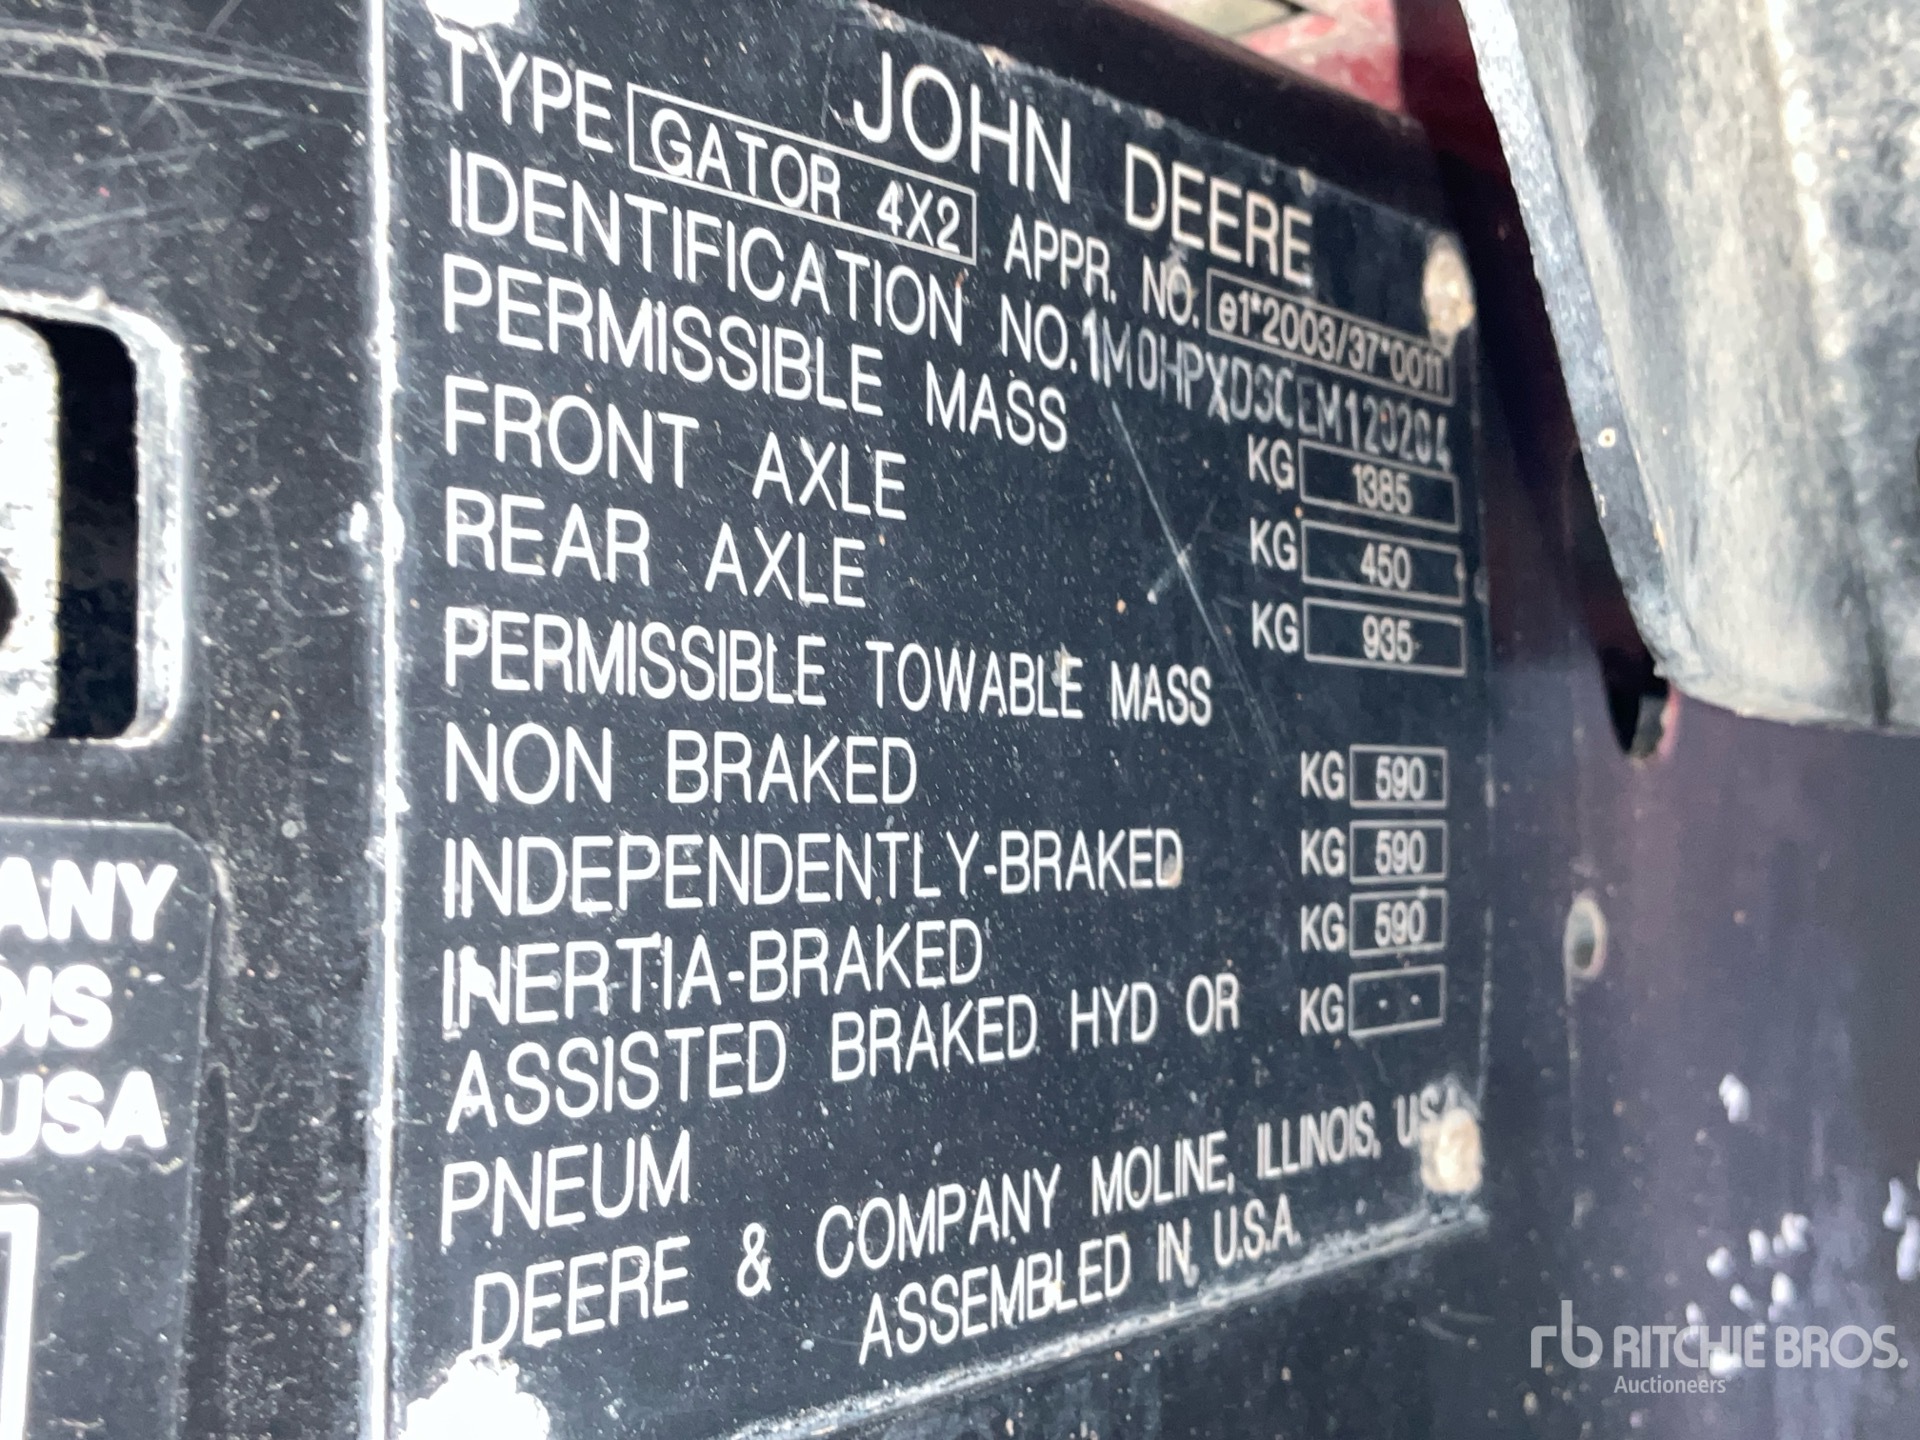 JOHN DEERE
TYPE GATOR 4X2 APPR. NO. e1*2003/37*0011
IDENTIFICATION NO. 1M0HPXDSCEM120204
PERMISSIBLE MASS KG 1385
FRONT AXLE KG 450
REAR AXLE KG 935
PERMISSIBLE TOWABLE MASS
NON BRAKED KG 590
INDEPENDENTLY-BRAKED KG 590
INERTIA-BRAKED KG 590
ASSISTED BRAKED HYD OR KG - -
PNEUM
DEERE & COMPANY MOLINE, ILLINOIS, USA
ASSEMBLED IN U.S.A.
ANY
OIS
USA
rb RITCHIE BROS.
Auctioneers